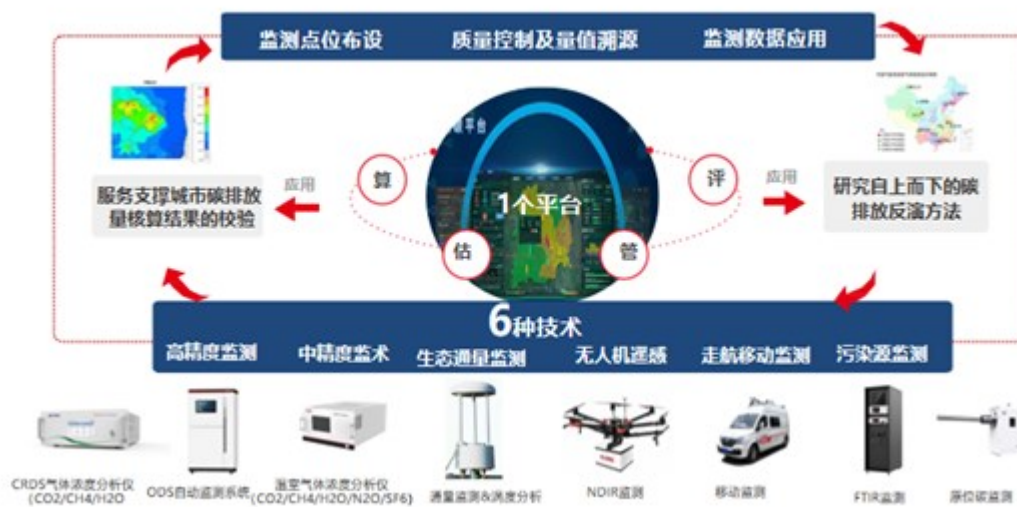 监测点位布设 质量控制及量值溯源 监测数据应用
碳平台
算
评
应用
应用
1个平台
服务支撑城市碳排放
量核算结果的校验
研究自上而下的碳
排放反演方法
估
管
6种技术
高精度监测 中精度监术 生态通量监测 无人机遥感 走航移动监测 污染源监测
CRDS气体浓度分析仪
(CO2/CH4/H2O
ODS自动监测系统
温室气体浓度分析仪
(CO2/CH4/H2O/N2O/SF6)
通量监测&涡度分析
NDIR监测
移动监测
FTIR监测
原位碳监测